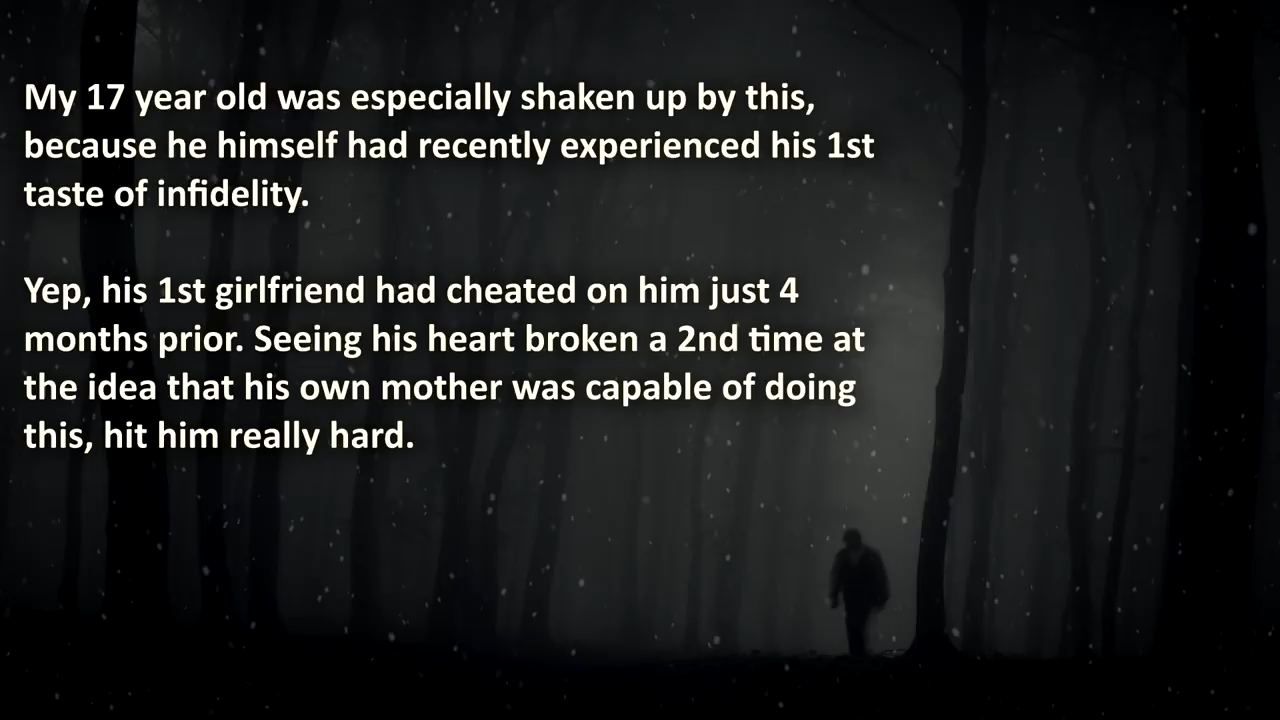 My 17 year old was especially shaken up by this,
because he himself had recently experienced his 1st
taste of infidelity.
Yep, his 1st girlfriend had cheated on him just 4
months prior. Seeing his heart broken a 2nd time at
the idea that his own mother was capable of doing
this, hit him really hard.